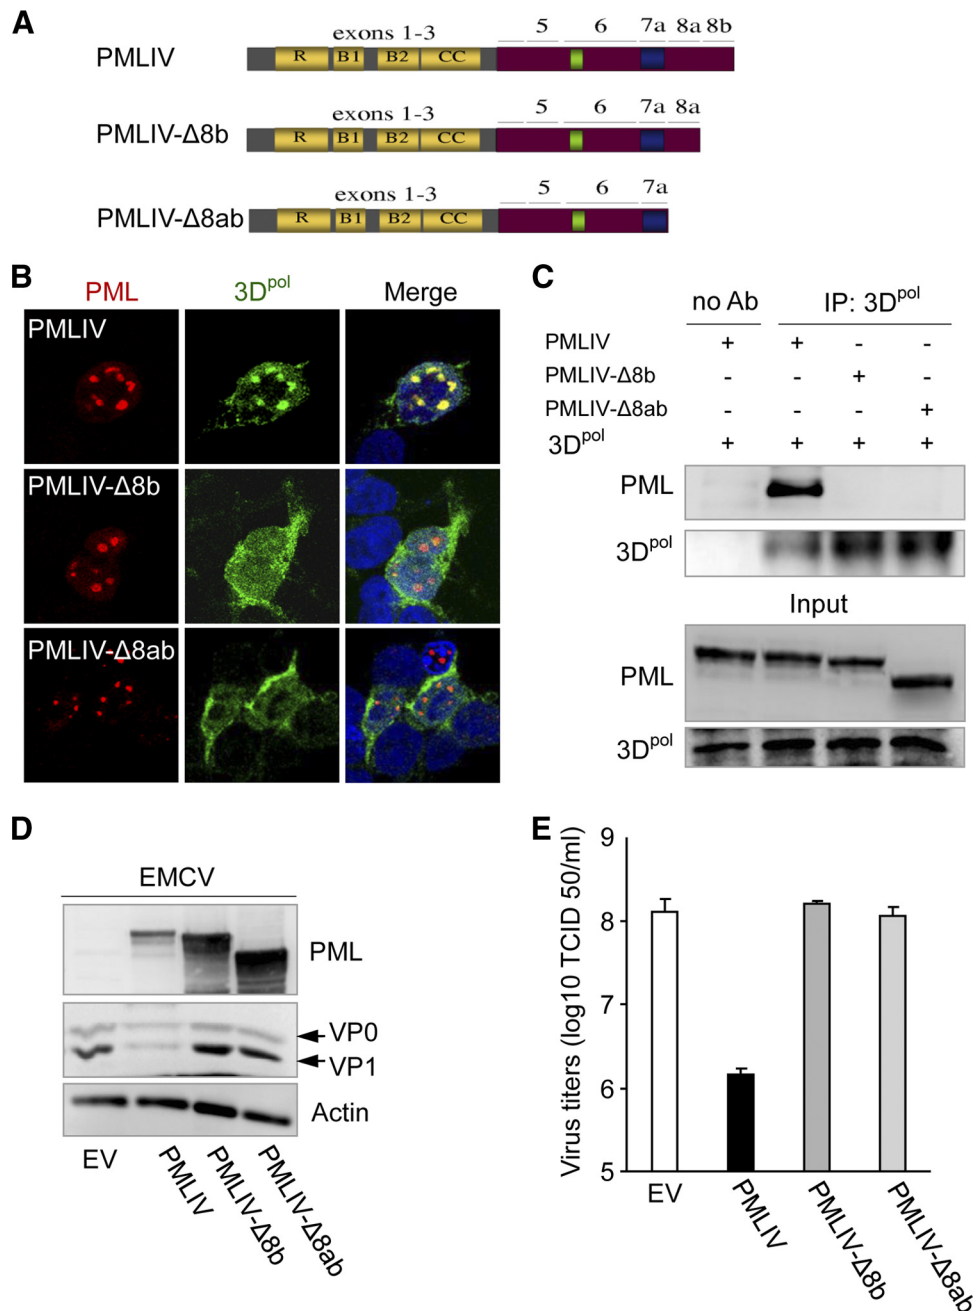 A
exons 1-3 5 6 7a 8a 8b
PMLIV R B1 B2 CC
exons 1-3 5 6 7a 8a
PMLIV-Δ8b R B1 B2 CC
exons 1-3 5 6 7a
PMLIV-Δ8ab R B1 B2 CC
B
PML 3Dpol Merge
PMLIV
PMLIV-Δ8b
PMLIV-Δ8ab
C
no Ab IP: 3Dpol
PMLIV + + - -
PMLIV-Δ8b - - + -
PMLIV-Δ8ab - - - +
3Dpol + + + +
PML
3Dpol
Input
PML
3Dpol
D
EMCV
PML
VP0
VP1
Actin
EV PMLIV PMLIV-Δ8b PMLIV-Δ8ab
E
Virus titers (log10 TCID 50/ml)
9
8
7
6
5
EV PMLIV PMLIV-Δ8b PMLIV-Δ8ab